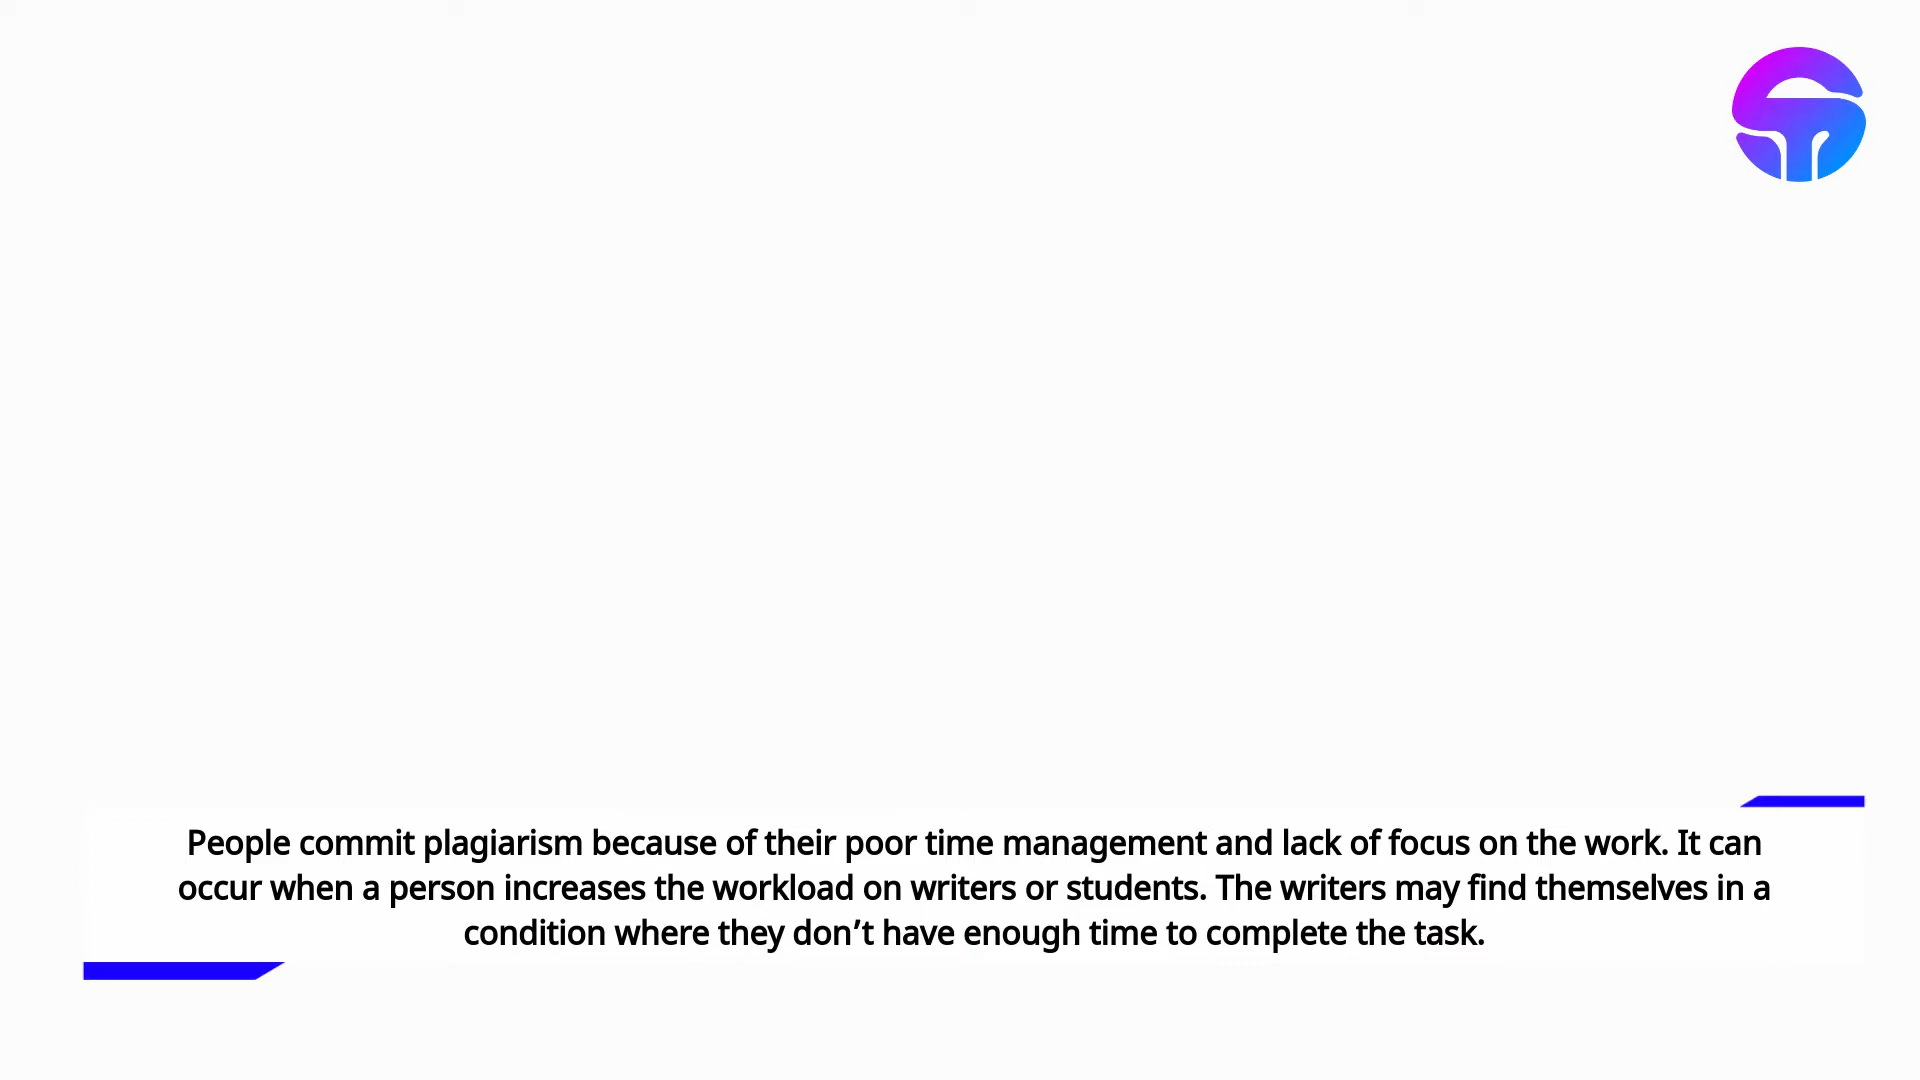 People commit plagiarism because of their poor time management and lack of focus on the work. It can
occur when a person increases the workload on writers or students. The writers may find themselves in a
condition where they don’t have enough time to complete the task.